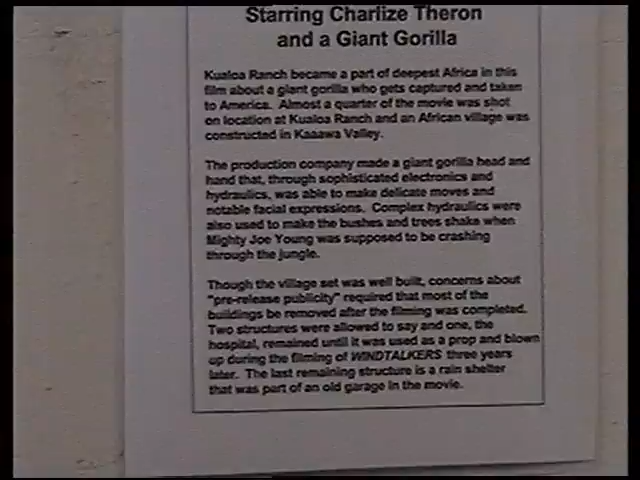 Starring Charlize Theron
and a Giant Gorilla
Kualoa Ranch became a part of deepest Africa in this
film about a giant gorilla who gets captured and taken
to America. Almost a quarter of the movie was shot
on location at Kualoa Ranch and an African village was
constructed in Kaaawa Valley.
The production company made a giant gorilla head and
hand that, through sophisticated electronics and
hydraulics, was able to make delicate moves and
notable facial expressions. Complex hydraulics were
also used to make the bushes and trees shake when
Mighty Joe Young was supposed to be crashing
through the jungle.
Though the village set was well built, concerns about
"pre-release publicity" required that most of the
buildings be removed after the filming was completed.
Two structures were allowed to say and one, the
hospital, remained until it was used as a prop and blown
up during the filming of WINDTALKERS three years
later. The last remaining structure is a rain shelter
that was part of an old garage in the movie.